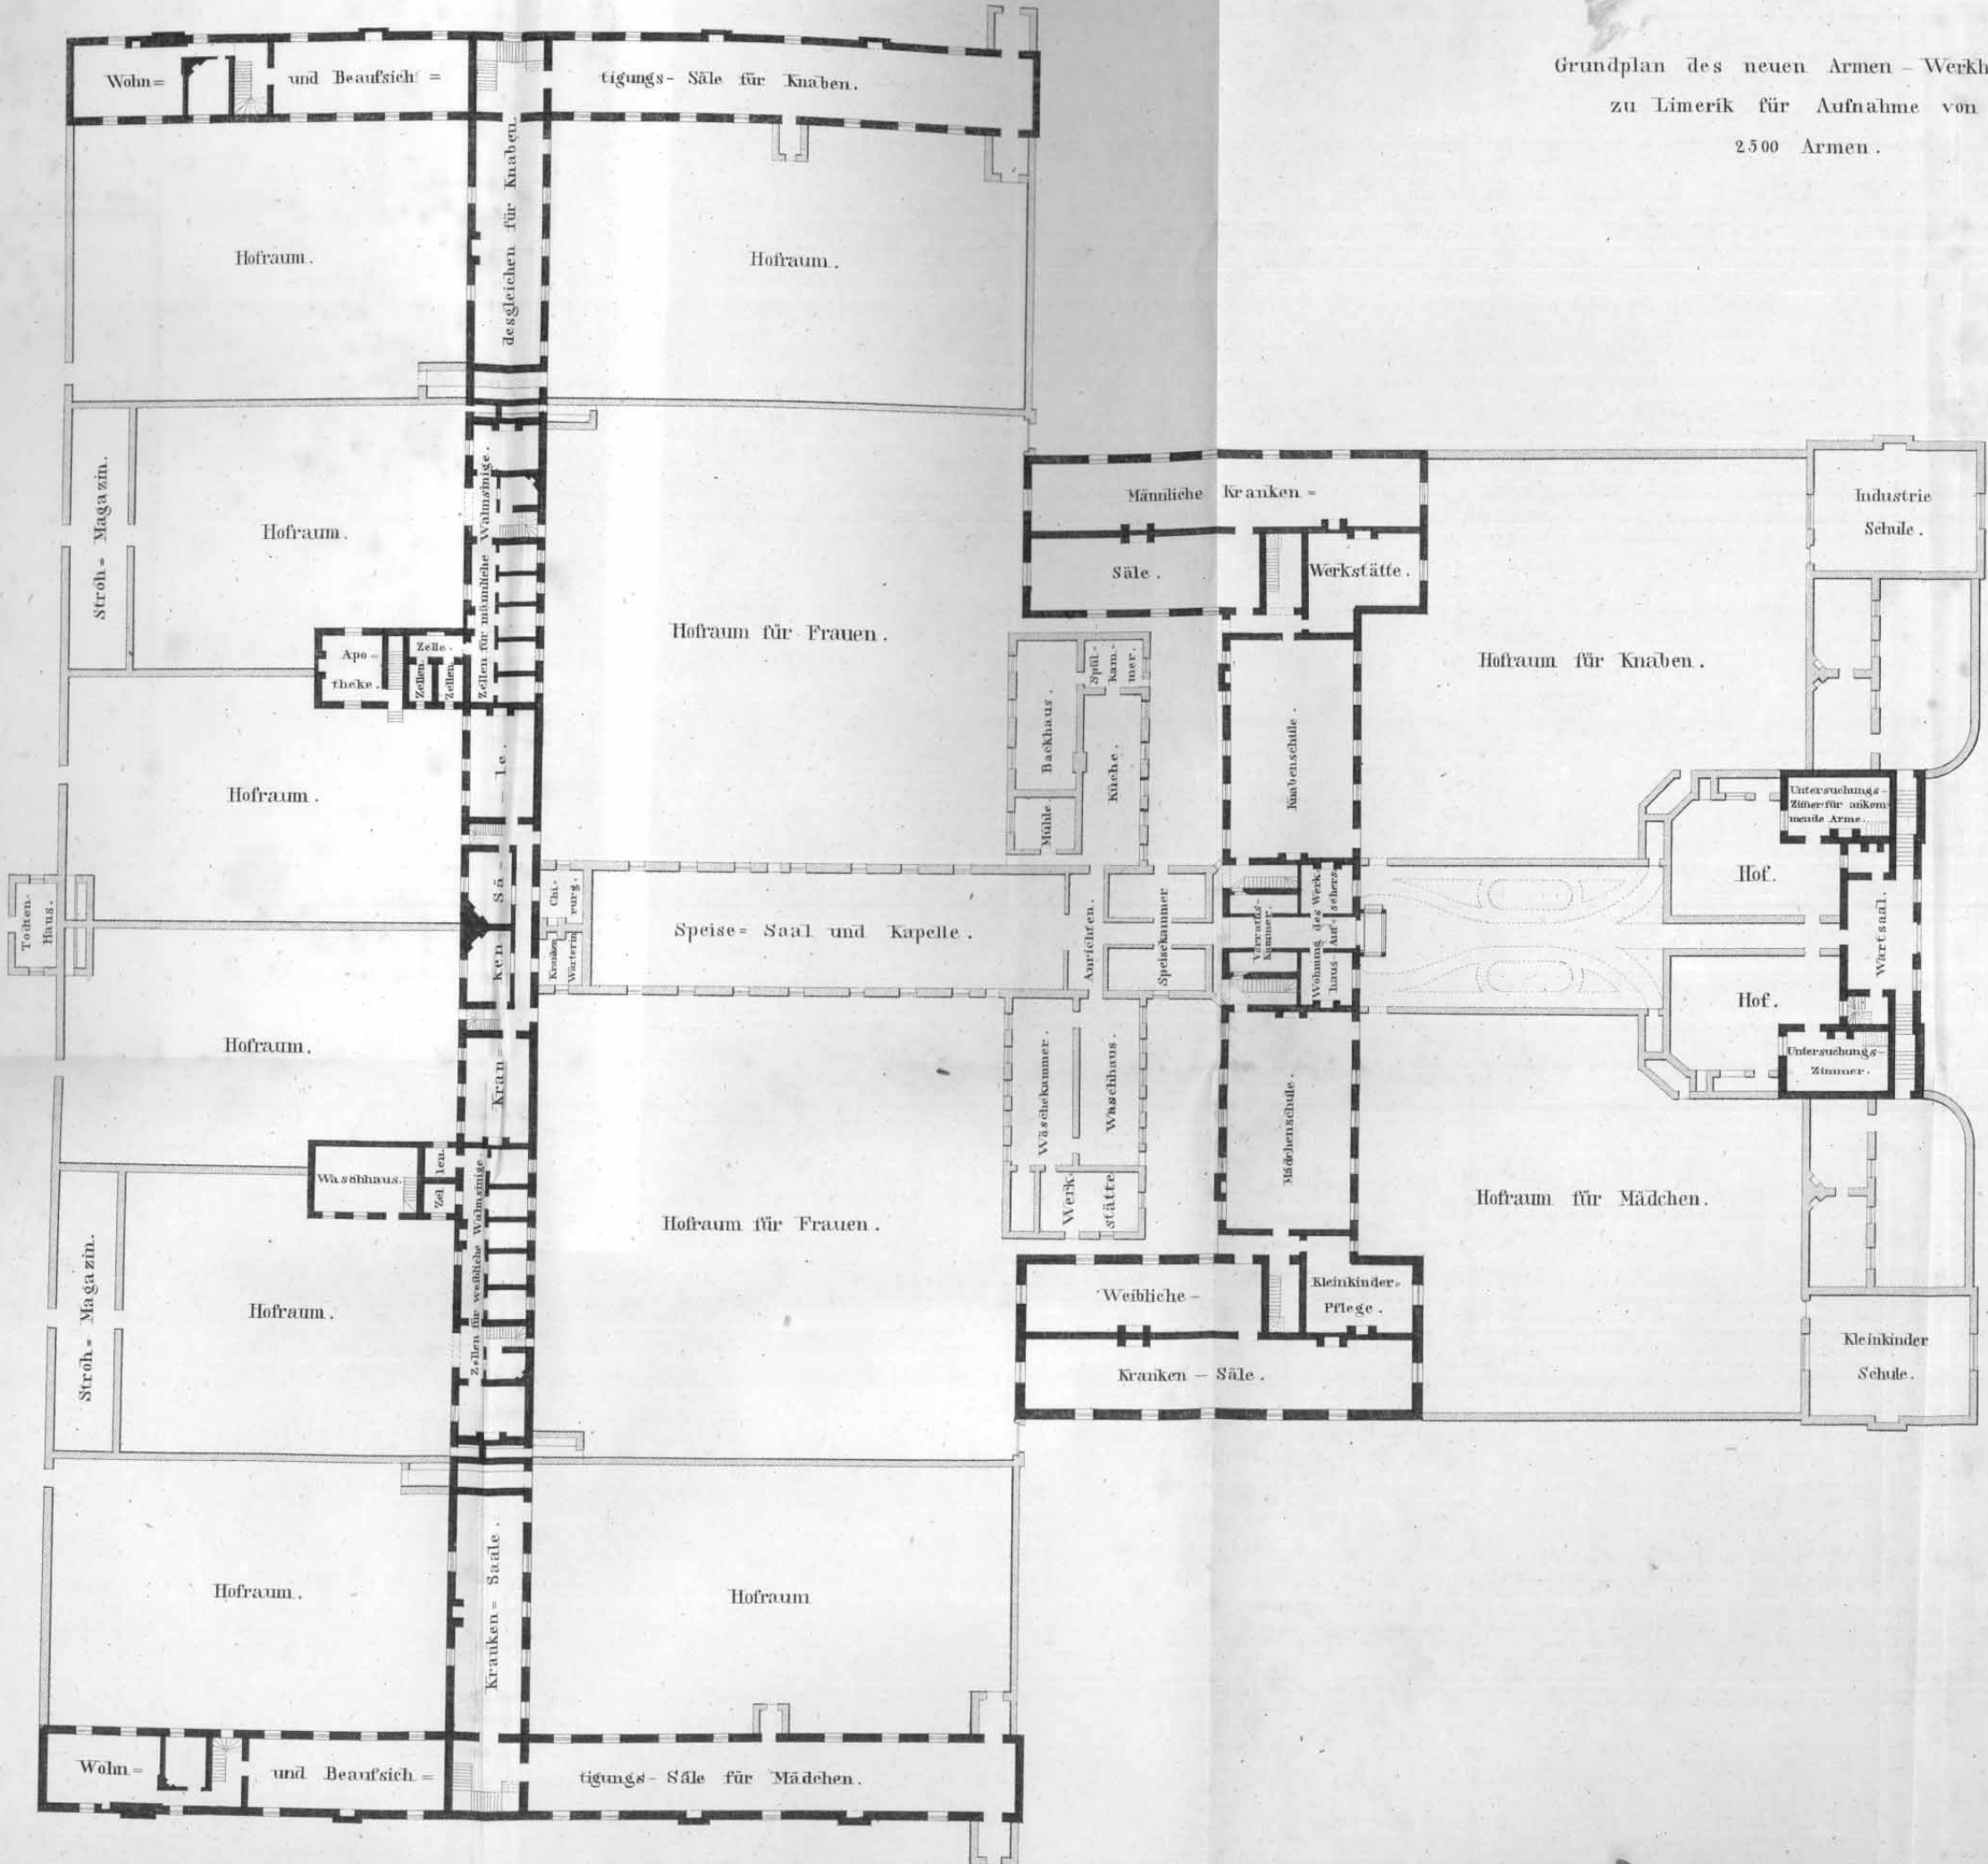 Grundplan des neuen Armen - Werkh
zu Limerik für Aufnahme von
2500 Armen.
Wohn=
und Beaufsich=
tigungs- Säle für Knaben.
desgleichen für Knaben.
Hofraum.
Hofraum.
Stroh= Magazin.
Hofraum.
Zellen für männliche Wahnsinige.
Hofraum für Frauen.
Apo=
theke.
Zelle.
Zellen.
Zellen.
Männliche Kranken=
Säle.
Werkstätte.
Industrie
Schule.
Hofraum für Knaben.
Backhaus.
Spül-
kam-
mer.
Küche.
Mühle.
Knabenschule.
Hofraum.
Untersuchungs-
Zimer für ankom
mende Arme.
Hof.
Todten-
Haus.
Kran= ken Sä- le.
Chi-
rurg.
Kranken
Wärterin
Speise= Saal und Kapelle.
Anrichten.
Speisekammer
Vorraths-
Kammer.
Wohnung des Werk-
haus- Auf- sehers.
Wartsaal.
Hof.
Untersuchungs-
Zimmer.
Hofraum.
Wäschekammer.
Waschhaus.
Werk-
stätte
Mädchenschule.
Hofraum für Mädchen.
Waschhaus.
Zel
len.
Stroh= Magazin.
Hofraum.
Zellen für weibliche Wahnsinige.
Hofraum für Frauen.
Weibliche-
Kranken - Säle.
Kleinkinder-
Pflege.
Kleinkinder
Schule.
Hofraum.
Kranken= Saale.
Hofraum
Wohn=
und Beaufsich=
tigungs- Säle für Mädchen.